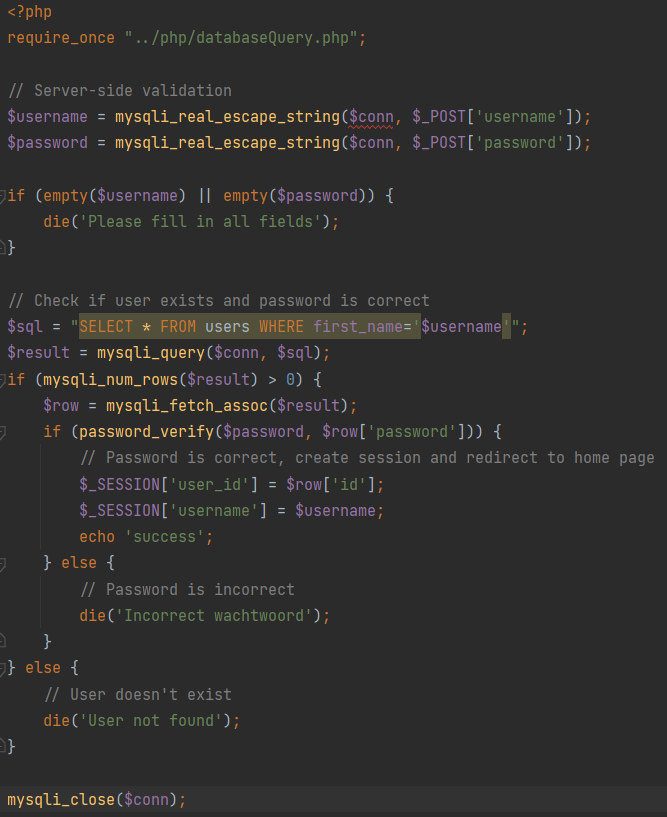 <?php
require_once "../php/databaseQuery.php";
// Server-side validation
$username = mysqli_real_escape_string($conn, $_POST['username']);
$password = mysqli_real_escape_string($conn, $_POST['password']);
if (empty($username) || empty($password)) {
    die('Please fill in all fields');
}
// Check if user exists and password is correct
$sql = "SELECT * FROM users WHERE first_name='$username'";
$result = mysqli_query($conn, $sql);
if (mysqli_num_rows($result) > 0) {
    $row = mysqli_fetch_assoc($result);
    if (password_verify($password, $row['password'])) {
        // Password is correct, create session and redirect to home page
        $_SESSION['user_id'] = $row['id'];
        $_SESSION['username'] = $username;
        echo 'success';
    } else {
        // Password is incorrect
        die('Incorrect wachtwoord');
    }
} else {
    // User doesn't exist
    die('User not found');
}
mysqli_close($conn);